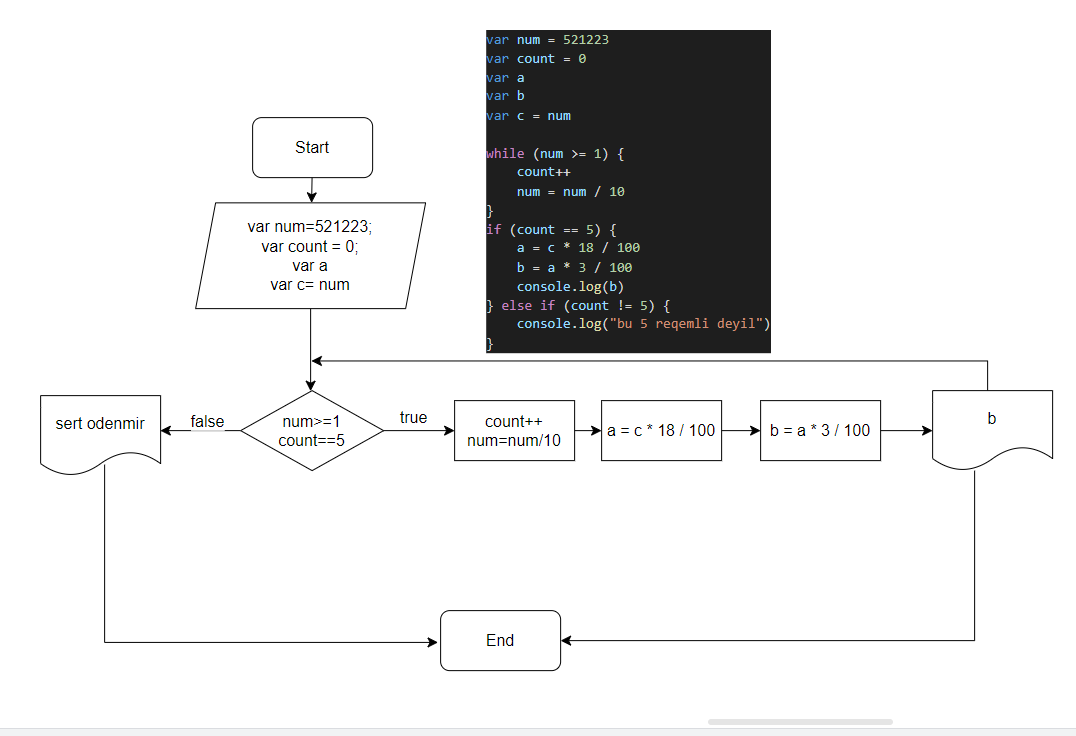 var num = 521223
var count = 0
var a
var b
var c = num
while (num >= 1) {
count++
num = num / 10
}
if (count == 5) {
a = c * 18 / 100
b = a * 3 / 100
console.log(b)
} else if (count != 5) {
console.log("bu 5 reqemli deyil")
}
Start
var num=521223;
var count = 0;
var a
var c= num
sert odenmir
false
num>=1
count==5
true
count++
num=num/10
a = c * 18 / 100
b = a * 3 / 100
b
End